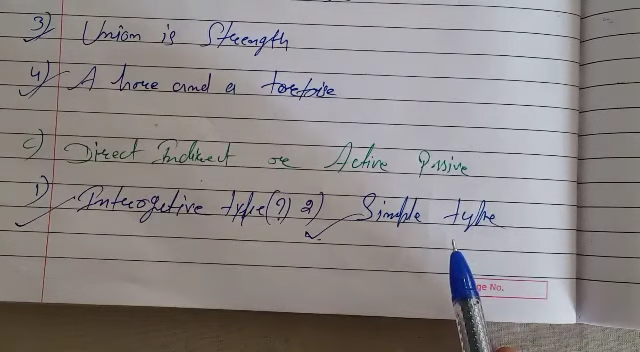 3) Union is Strength
4) A hare and a tortoise
c) Direct Indirect or Active Passive
1) Interogetive type(?) 2) Simple type
ge No.